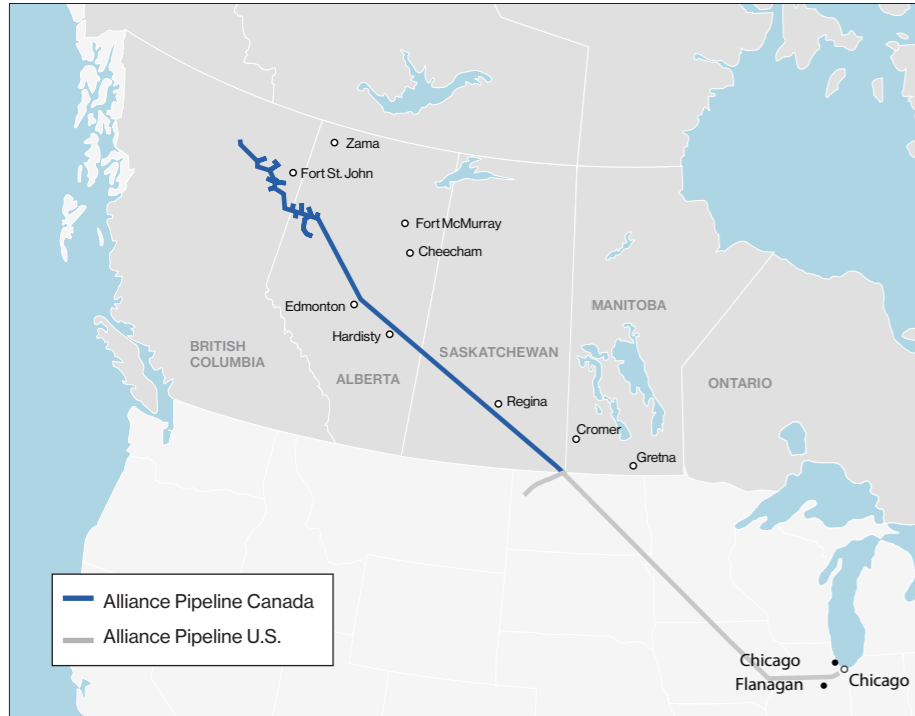 Zama
Fort St. John
Fort McMurray
Cheecham
Edmonton
MANITOBA
Hardisty
BRITISH
COLUMBIA
SASKATCHEWAN
ALBERTA
ONTARIO
Regina
Cromer
Gretna
Alliance Pipeline Canada
Alliance Pipeline U.S.
Chicago
Chicago
Flanagan